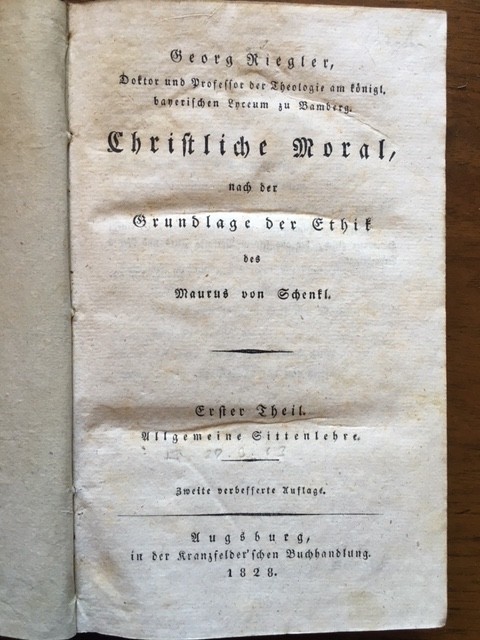 Georg Riegler,
Doktor und Professor der Theologie am königl.
bayerischen Lyceum zu Bamberg.
Christliche Moral,
nach der
Grundlage der Ethik
des
Maurus von Schenkl.
Erster Theil.
Allgemeine Sittenlehre.
Zweite verbesserte Auflage.
Augsburg,
in der Kranzfelder'schen Buchhandlung.
1828.